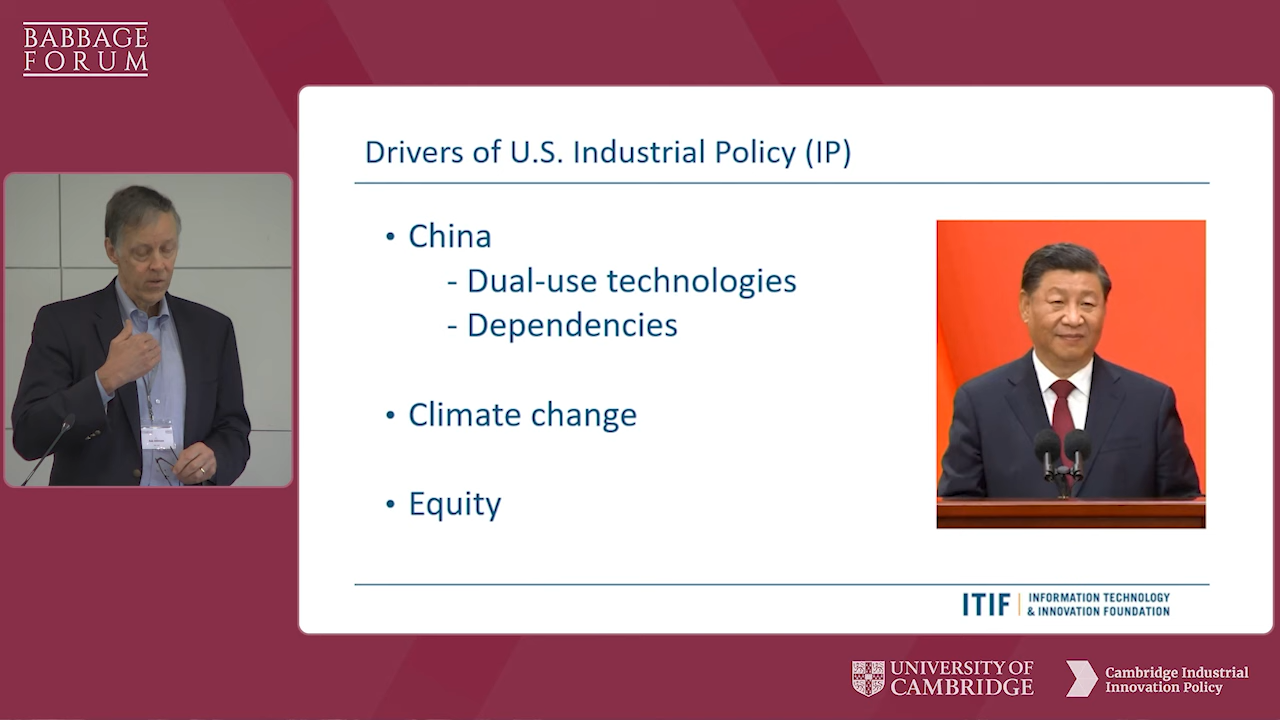 BABBAGE
FORUM
Drivers of U.S. Industrial Policy (IP)
• China
- Dual-use technologies
- Dependencies
• Climate change
• Equity
ITIF | INFORMATION TECHNOLOGY
& INNOVATION FOUNDATION
UNIVERSITY OF
CAMBRIDGE
Cambridge Industrial
Innovation Policy